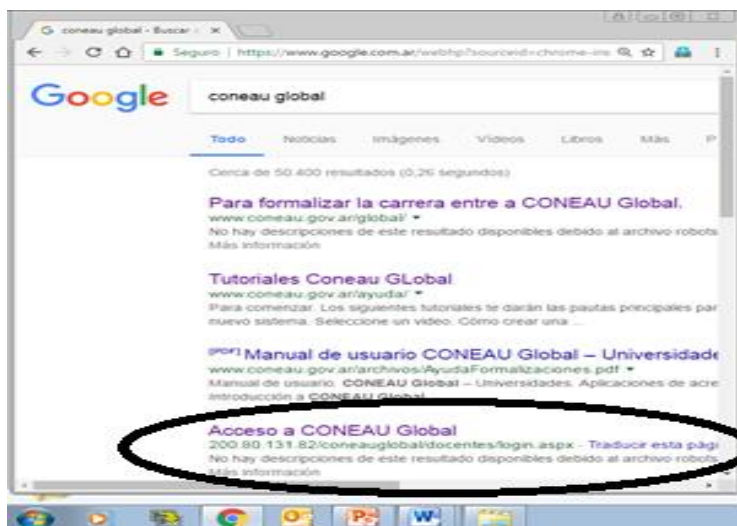 coneau global - Buscar
Seguro | https://www.google.com.ar/webhp?sourceid=chrome-ins
Google
coneau global
Todo Noticias Imágenes Vídeos Libros Más P
Cerca de 50.400 resultados (0,26 segundos)
Para formalizar la carrera entre a CONEAU Global.
www.coneau.gov.ar/global/
No hay descripciones de este resultado disponibles debido al archivo robots
Más información
Tutoriales Coneau GLobal
www.coneau.gov.ar/ayuda/
Para comenzar. Los siguientes tutoriales te darán las pautas principales par
nuevo sistema. Seleccione un video. Cómo crear una ...
[PDF] Manual de usuario CONEAU Global – Universidade
www.coneau.gov.ar/archivos/AyudaFormalizaciones.pdf
Manual de usuario. CONEAU Global – Universidades. Aplicaciones de acre
Introducción a CONEAU Global
Acceso a CONEAU Global
200.80.131.82/coneauglobal/docentes/login.aspx - Traducir esta pági
No hay descripciones de este resultado disponibles debido al archivo robots
Más información